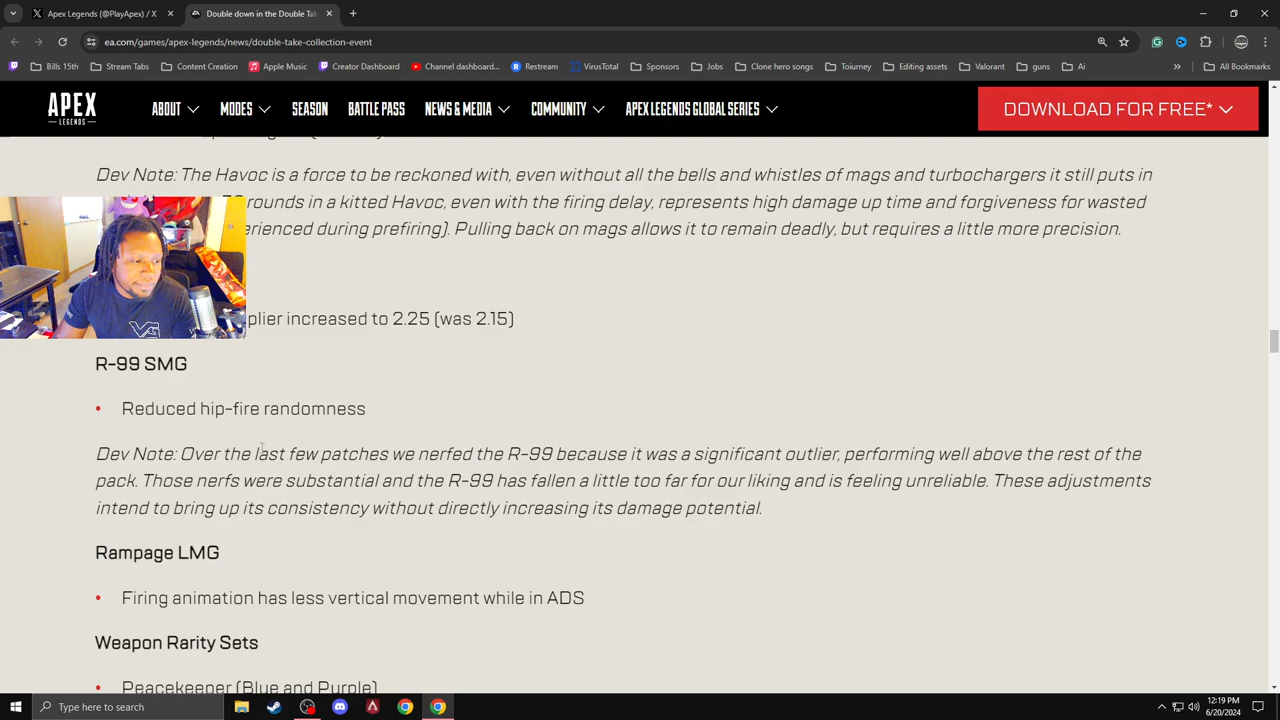 Apex Legends (@PlayApex) / X
Double down in the Double Tak
ea.com/games/apex-legends/news/double-take-collection-event
Bills 15th
Stream Tabs
Content Creation
Apple Music
Creator Dashboard
Channel dashboard...
Restream
VirusTotal
Sponsors
Jobs
Clone hero songs
Toiurney
Editing assets
Valorant
guns
Ai
All Bookmarks
APEX
LEGENDS
ABOUT
MODES
SEASON
BATTLE PASS
NEWS & MEDIA
COMMUNITY
APEX LEGENDS GLOBAL SERIES
DOWNLOAD FOR FREE*
Dev Note: The Havoc is a force to be reckoned with, even without all the bells and whistles of mags and turbochargers it still puts in
rounds in a kitted Havoc, even with the firing delay, represents high damage up time and forgiveness for wasted
erienced during prefiring). Pulling back on mags allows it to remain deadly, but requires a little more precision.
plier increased to 2.25 (was 2.15)
R-99 SMG
• Reduced hip-fire randomness
Dev Note: Over the last few patches we nerfed the R-99 because it was a significant outlier, performing well above the rest of the
pack. Those nerfs were substantial and the R-99 has fallen a little too far for our liking and is feeling unreliable. These adjustments
intend to bring up its consistency without directly increasing its damage potential.
Rampage LMG
• Firing animation has less vertical movement while in ADS
Weapon Rarity Sets
• Peacekeeper (Blue and Purple)
Type here to search
12:19 PM
6/20/2024